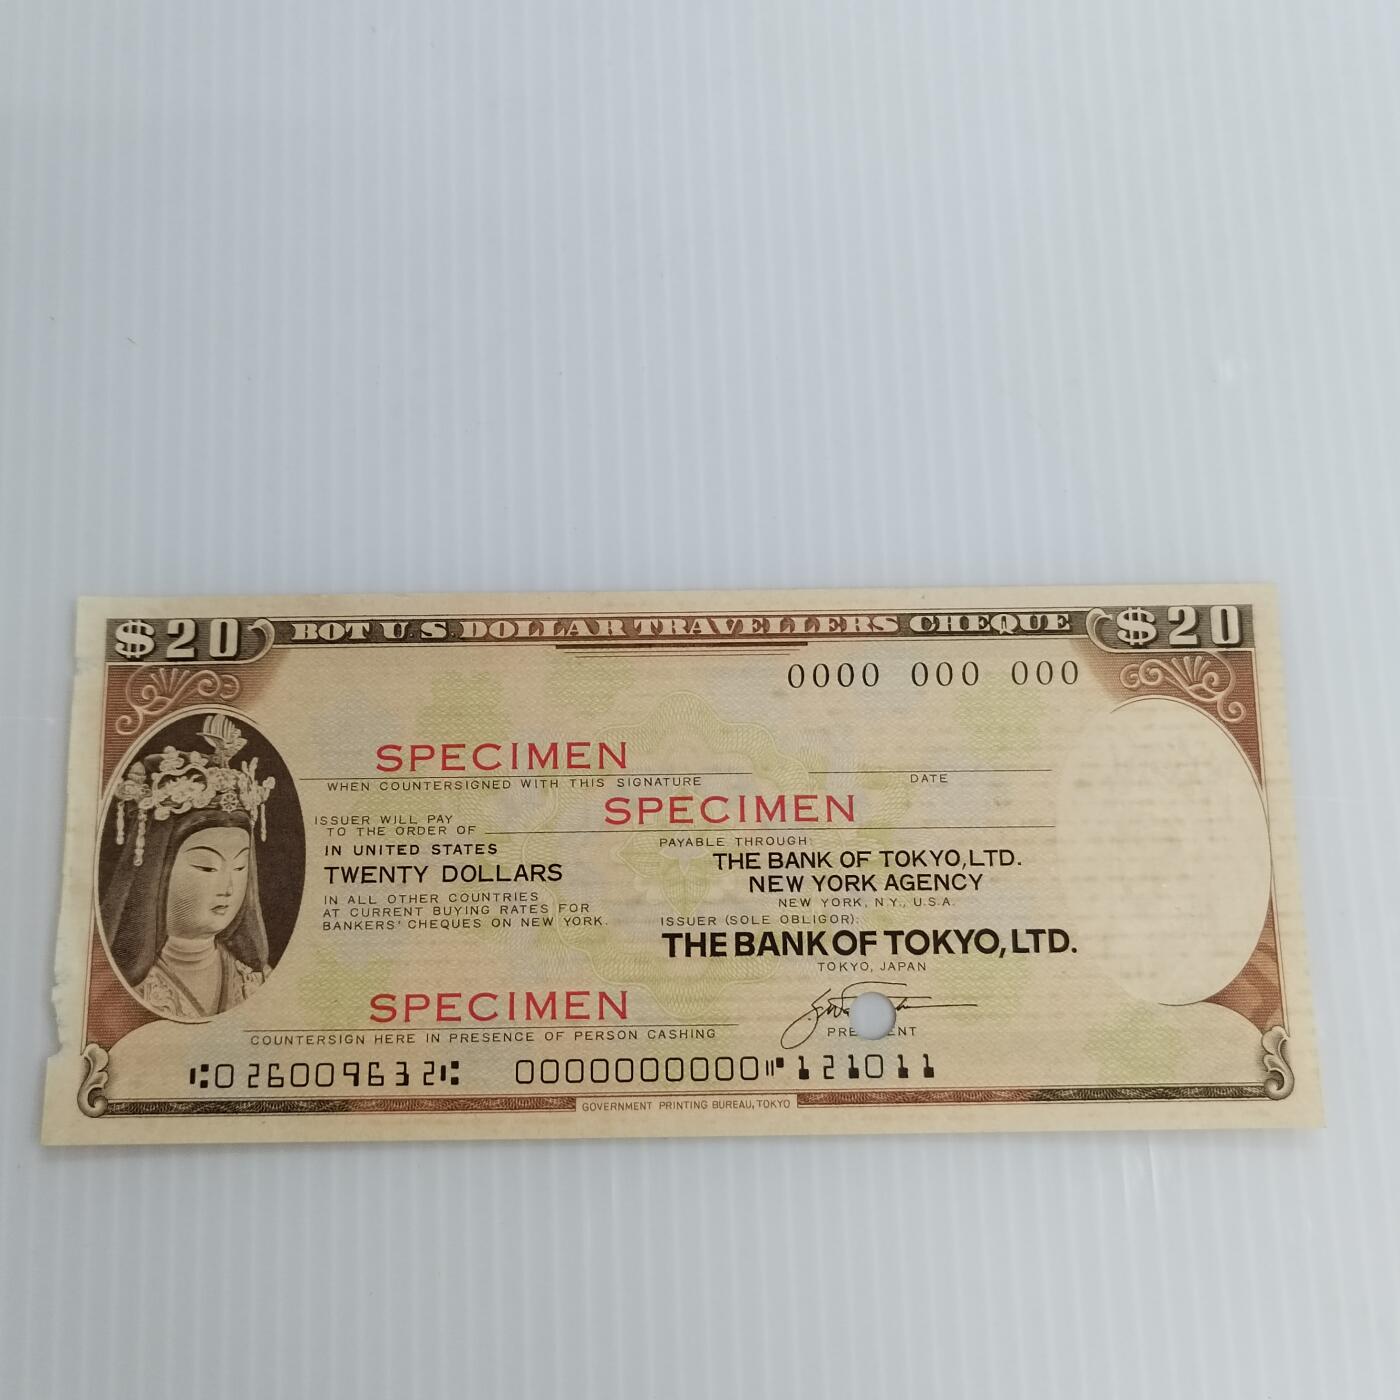 $20 BOT U.S. DOLLAR TRAVELLERS CHEQUE $20
0000 000 000
SPECIMEN
WHEN COUNTERSIGNED WITH THIS SIGNATURE DATE
SPECIMEN
ISSUER WILL PAY
TO THE ORDER OF
IN UNITED STATES
TWENTY DOLLARS
IN ALL OTHER COUNTRIES
AT CURRENT BUYING RATES FOR
BANKERS' CHEQUES ON NEW YORK.
PAYABLE THROUGH:
THE BANK OF TOKYO, LTD.
NEW YORK AGENCY
NEW YORK, N.Y., U.S.A.
ISSUER (SOLE OBLIGOR):
THE BANK OF TOKYO, LTD.
TOKYO, JAPAN
SPECIMEN
COUNTERSIGN HERE IN PRESENCE OF PERSON CASHING
⑆026009632⑆ 0000000000⑈121011
GOVERNMENT PRINTING BUREAU, TOKYO